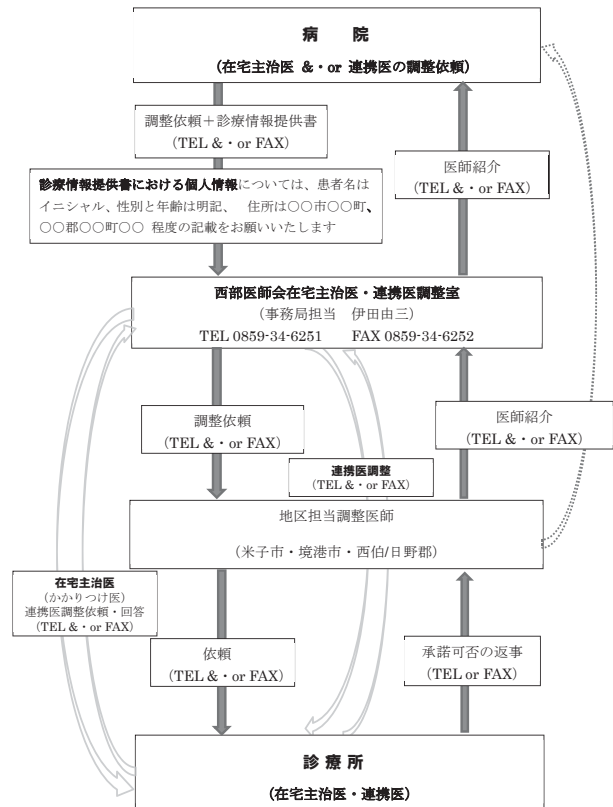 病　院
(在宅主治医 &・or 連携医の調整依頼)
調整依頼＋診療情報提供書
(TEL &・or FAX)
医師紹介
(TEL &・or FAX)
診療情報提供書における個人情報については、患者名は
イニシャル、性別と年齢は明記、　住所は○○市○○町、
○○郡○○町○○ 程度の記載をお願いいたします
西部医師会在宅主治医・連携医調整室
(事務局担当　伊田由三)
TEL 0859-34-6251　　FAX 0859-34-6252
調整依頼
(TEL &・or FAX)
医師紹介
(TEL &・or FAX)
連携医調整
(TEL &・or FAX)
地区担当調整医師
(米子市・境港市・西伯/日野郡)
在宅主治医
(かかりつけ医)
連携医調整依頼・回答
(TEL &・or FAX)
依頼
(TEL &・or FAX)
承諾可否の返事
(TEL or FAX)
診 療 所
(在宅主治医・連携医)